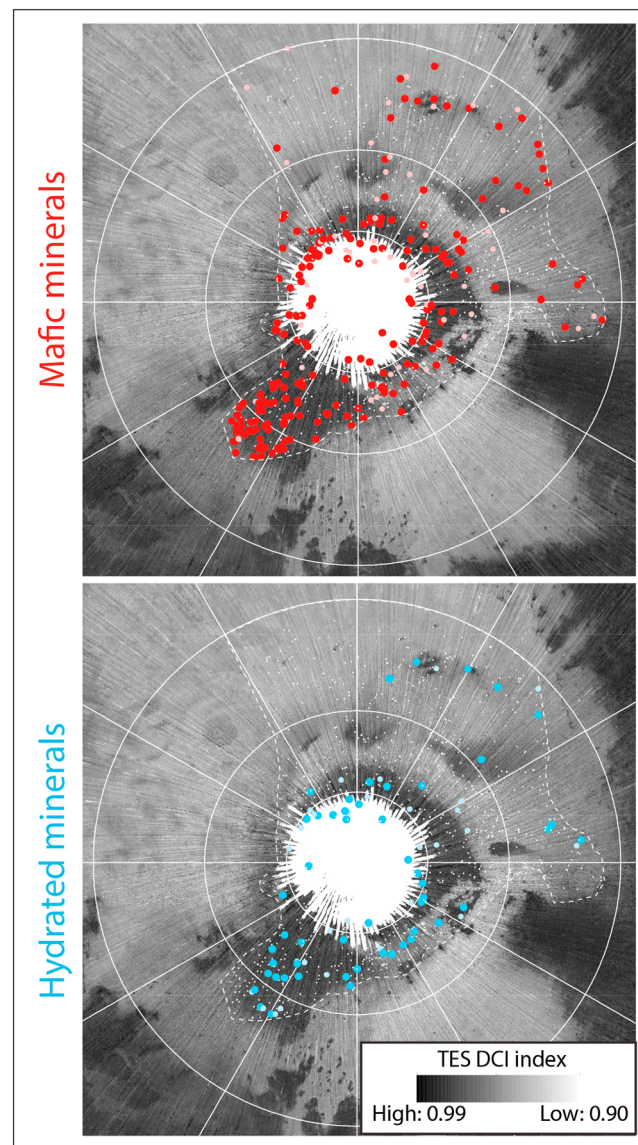 Mafic minerals
Hydrated minerals
TES DCI index
High: 0.99 Low: 0.90